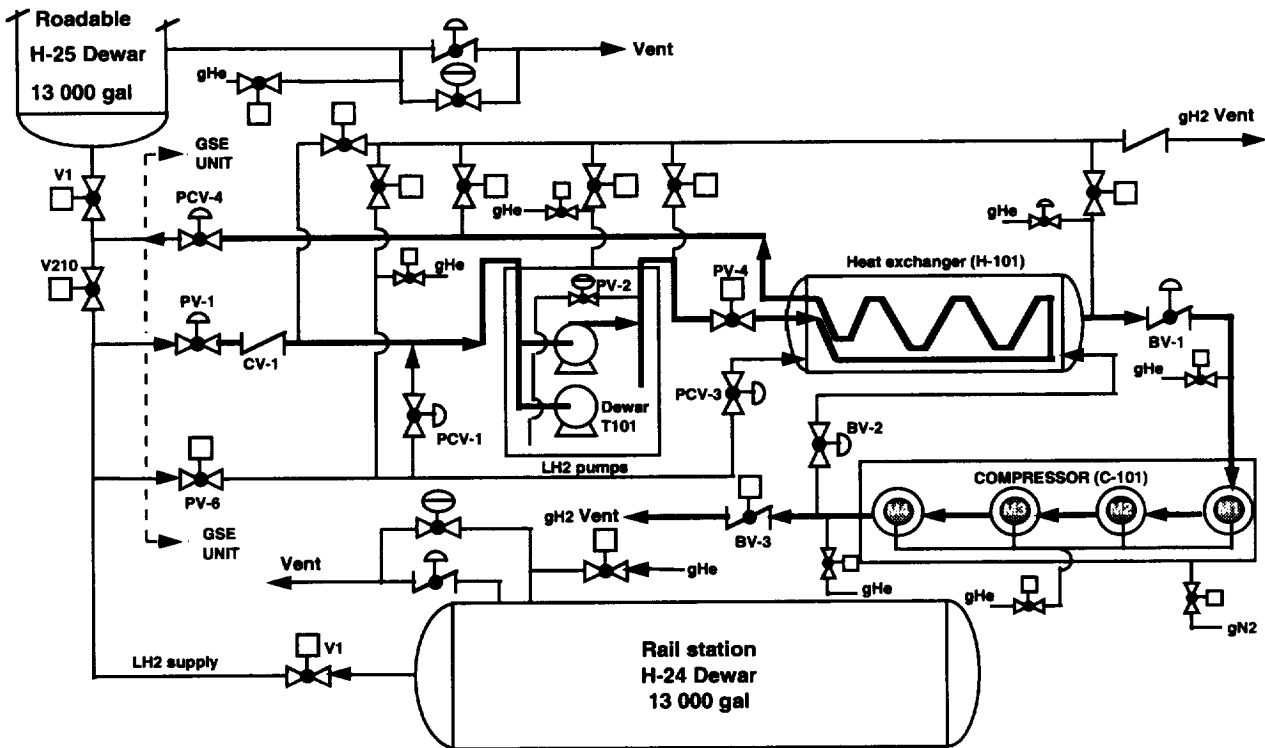 Roadable
H-25 Dewar
13 000 gal
Vent
gHe
gH2 Vent
GSE
UNIT
V1
PCV-4
gHe
gHe
V210
gHe
PV-2
PV-4
Heat exchanger (H-101)
PV-1
CV-1
BV-1
gHe
PCV-3
Dewar
T101
PCV-1
BV-2
LH2 pumps
PV-6
COMPRESSOR (C-101)
M4
M3
M2
M1
gH2 Vent
BV-3
GSE
UNIT
Vent
gHe
gHe
gHe
gN2
V1
LH2 supply
Rail station
H-24 Dewar
13 000 gal